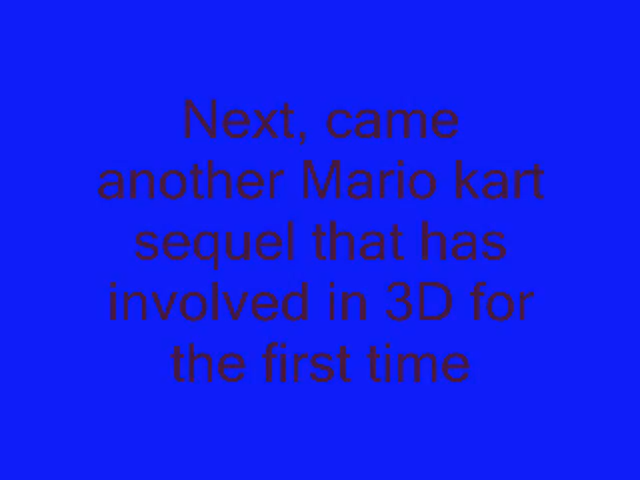 Next, came
another Mario kart
sequel that has
involved in 3D for
the first time